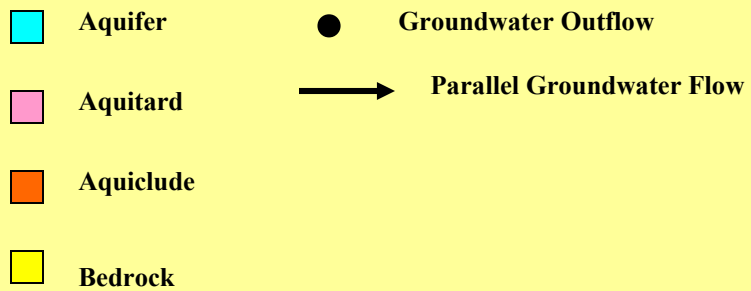 Aquifer
Groundwater Outflow
Parallel Groundwater Flow
Aquitard
Aquiclude
Bedrock